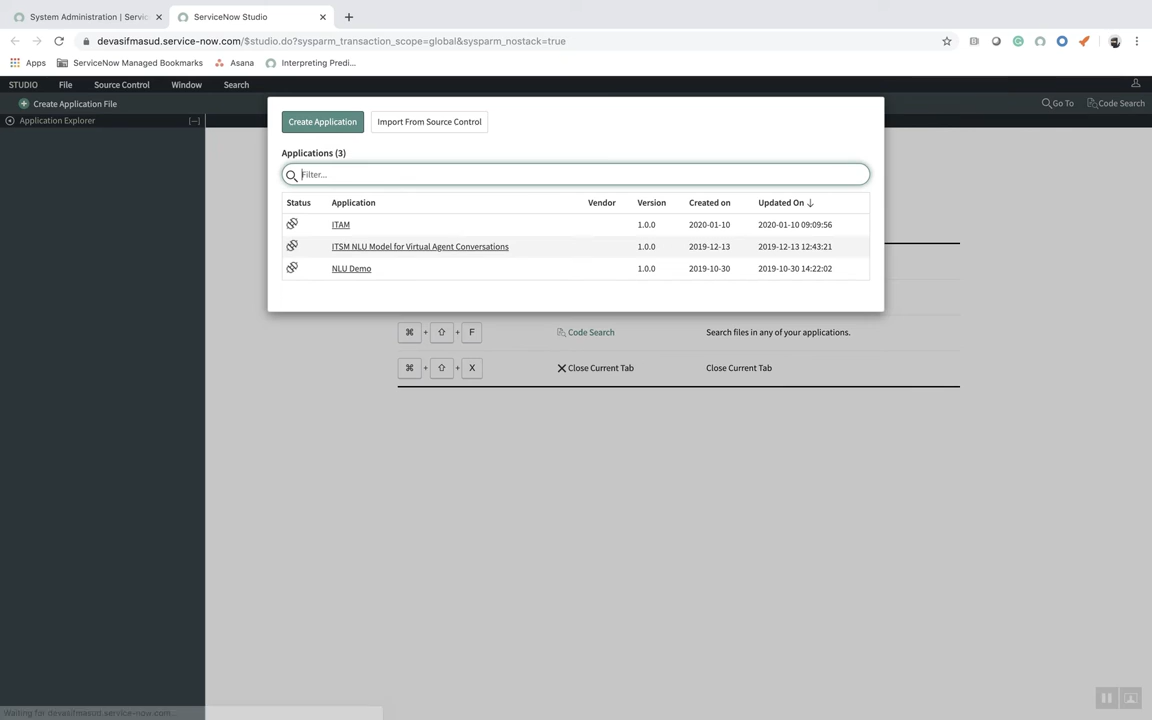 System Administration | Servic
ServiceNow Studio
devasifmasud.service-now.com/$studio.do?sysparm_transaction_scope=global&sysparm_nostack=true
Apps
ServiceNow Managed Bookmarks
Asana
Interpreting Predi...
STUDIO File Source Control Window Search
Create Application File
Go To
Code Search
Application Explorer
Create Application
Import From Source Control
Applications (3)
Filter...
Status Application Vendor Version Created on Updated On
ITAM 1.0.0 2020-01-10 2020-01-10 09:09:56
ITSM NLU Model for Virtual Agent Conversations 1.0.0 2019-12-13 2019-12-13 12:43:21
NLU Demo 1.0.0 2019-10-30 2019-10-30 14:22:02
⌘ + ⇧ + F Code Search Search files in any of your applications.
⌘ + ⇧ + X Close Current Tab Close Current Tab
Waiting for devasifmasud.service-now.com...